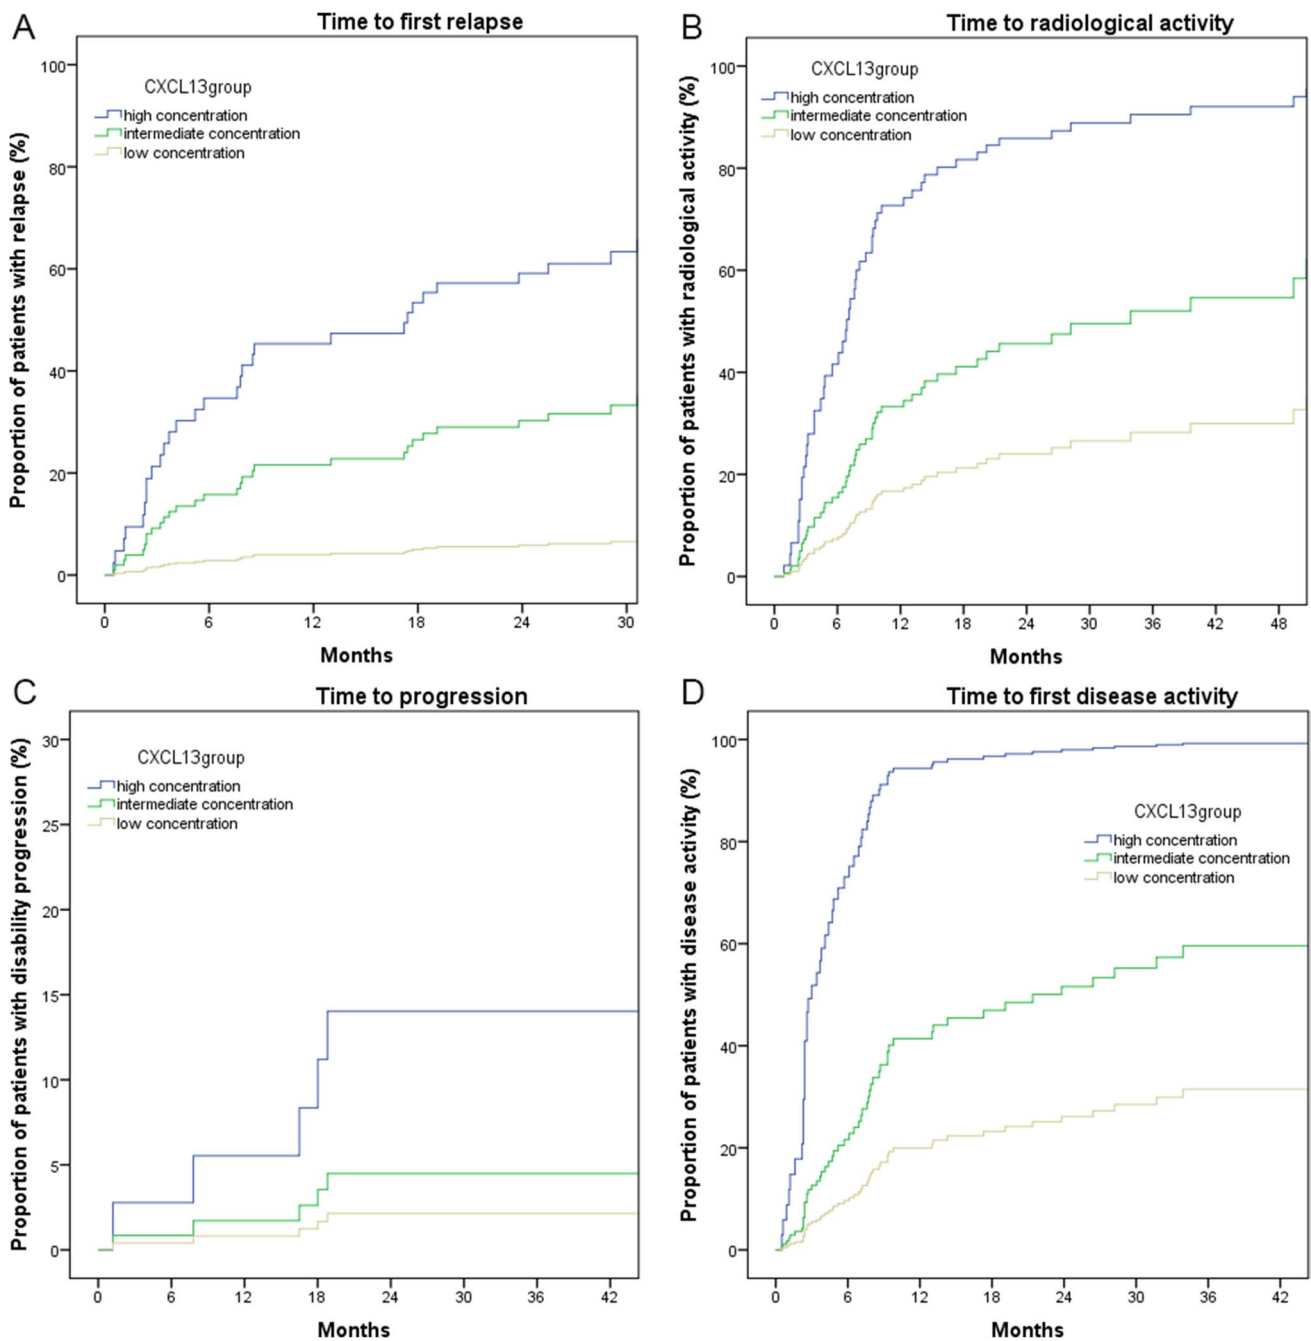 A
Time to first relapse
Proportion of patients with relapse (%)
100
80
60
40
20
0
CXCL13group
high concentration
intermediate concentration
low concentration
0 6 12 18 24 30
Months
B
Time to radiological activity
Proportion of patients with radiological activity (%)
100
80
60
40
20
0
CXCL13group
high concentration
intermediate concentration
low concentration
0 6 12 18 24 30 36 42 48
Months
C
Time to progression
Proportion of patients with disability progression (%)
30
25
20
15
10
5
0
CXCL13group
high concentration
intermediate concentration
low concentration
0 6 12 18 24 30 36 42
Months
D
Time to first disease activity
Proportion of patients with disease activity (%)
100
80
60
40
20
0
CXCL13group
high concentration
intermediate concentration
low concentration
0 6 12 18 24 30 36 42
Months